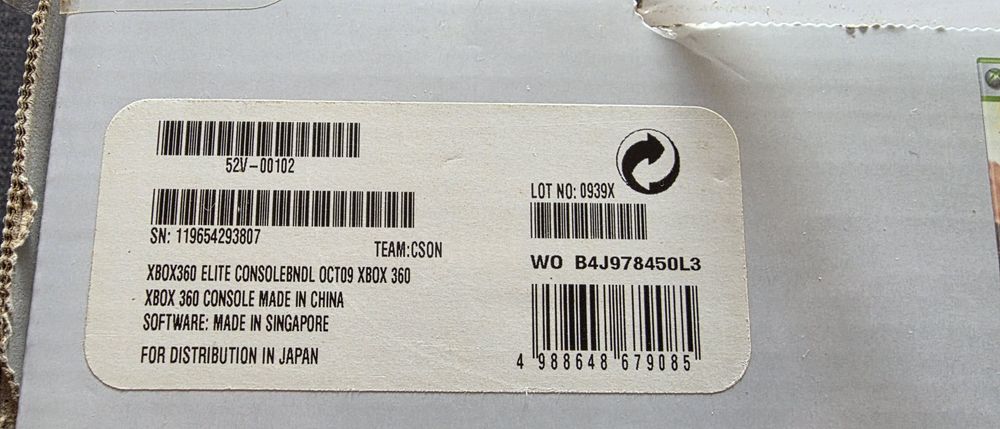 52V-00102
SN: 119654293807
TEAM:CSON
XBOX360 ELITE CONSOLEBNDL OCT09 XBOX 360
XBOX 360 CONSOLE MADE IN CHINA
SOFTWARE: MADE IN SINGAPORE
FOR DISTRIBUTION IN JAPAN
LOT NO: 0939X
WO B4J978450L3
4 988648 679085